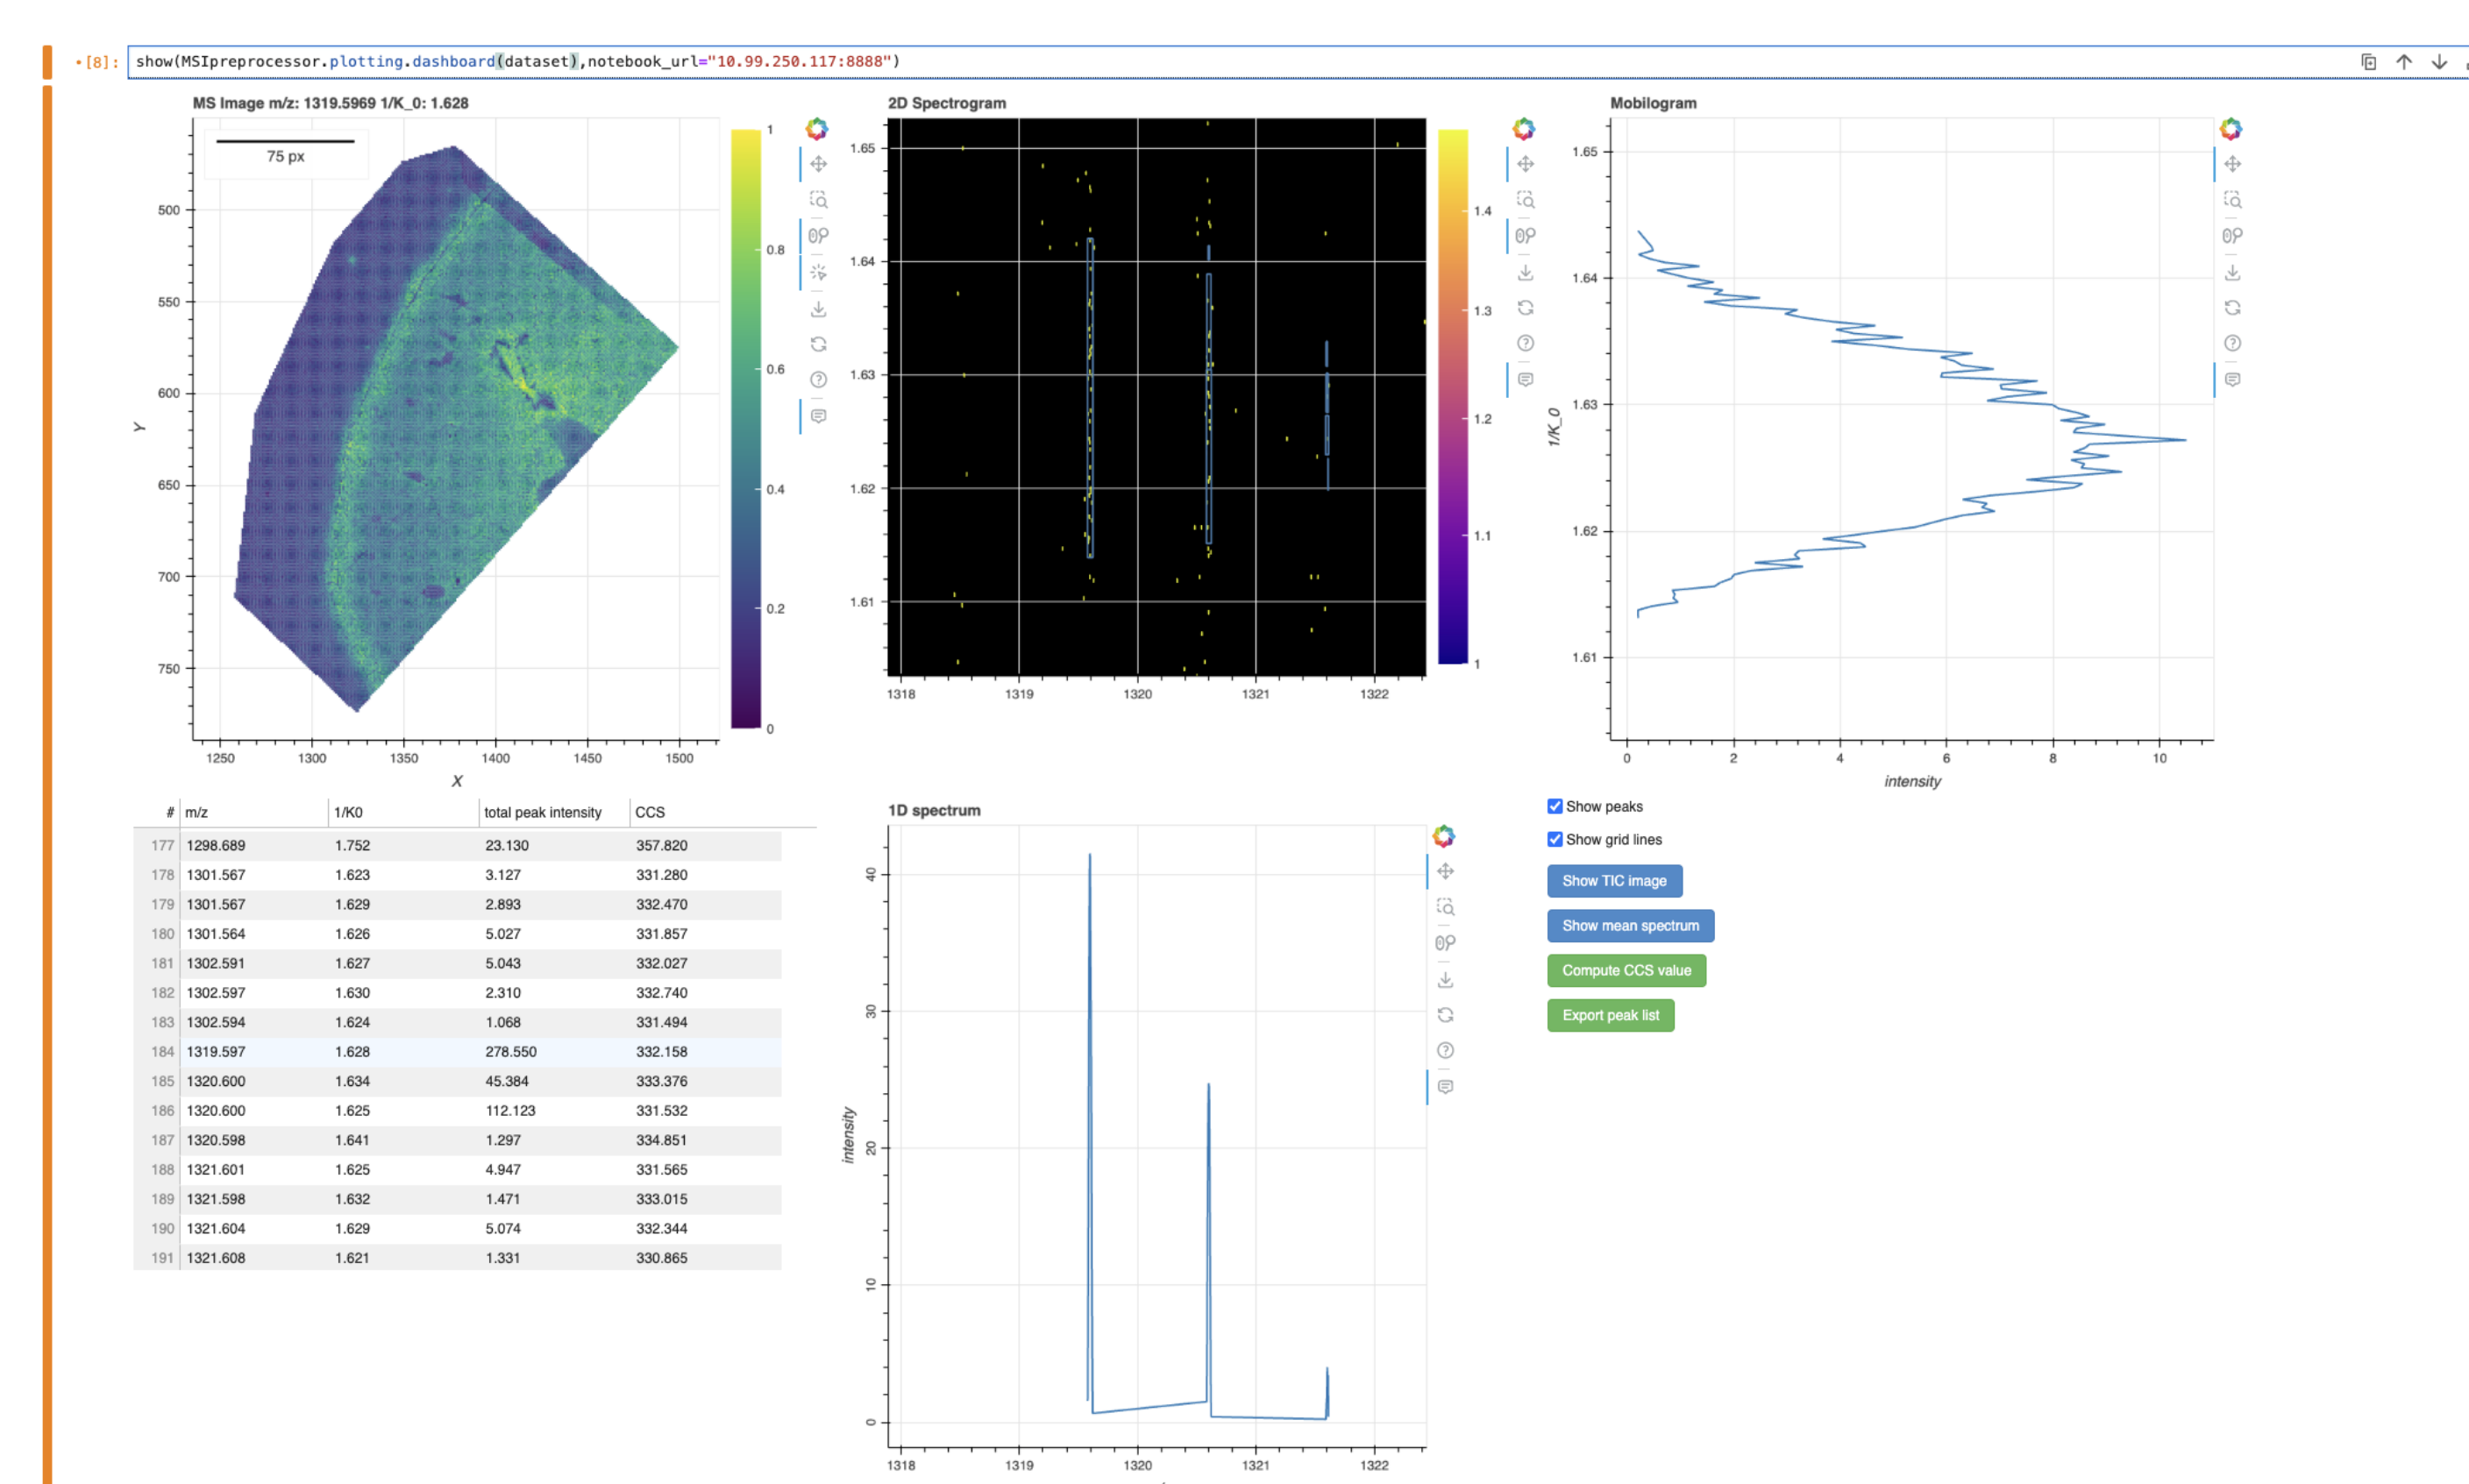 [8]: show(MSIpreprocessor.plotting.dashboard(dataset),notebook_url="10.99.250.117:8888")
MS Image m/z: 1319.5969 1/K_0: 1.628
75 px
Y
500
550
600
650
700
750
1250 1300 1350 1400 1450 1500
X
1
0.8
0.6
0.4
0.2
0
2D Spectrogram
1.65
1.64
1.63
1.62
1.61
1318 1319 1320 1321 1322
1.4
1.3
1.2
1.1
1
Mobilogram
1/K_0
1.65
1.64
1.63
1.62
1.61
0 2 4 6 8 10
intensity
# m/z 1/K0 total peak intensity CCS
177 1298.689 1.752 23.130 357.820
178 1301.567 1.623 3.127 331.280
179 1301.567 1.629 2.893 332.470
180 1301.564 1.626 5.027 331.857
181 1302.591 1.627 5.043 332.027
182 1302.597 1.630 2.310 332.740
183 1302.594 1.624 1.068 331.494
184 1319.597 1.628 278.550 332.158
185 1320.600 1.634 45.384 333.376
186 1320.600 1.625 112.123 331.532
187 1320.598 1.641 1.297 334.851
188 1321.601 1.625 4.947 331.565
189 1321.598 1.632 1.471 333.015
190 1321.604 1.629 5.074 332.344
191 1321.608 1.621 1.331 330.865
1D spectrum
intensity
40
30
20
10
0
1318 1319 1320 1321 1322
Show peaks
Show grid lines
Show TIC image
Show mean spectrum
Compute CCS value
Export peak list